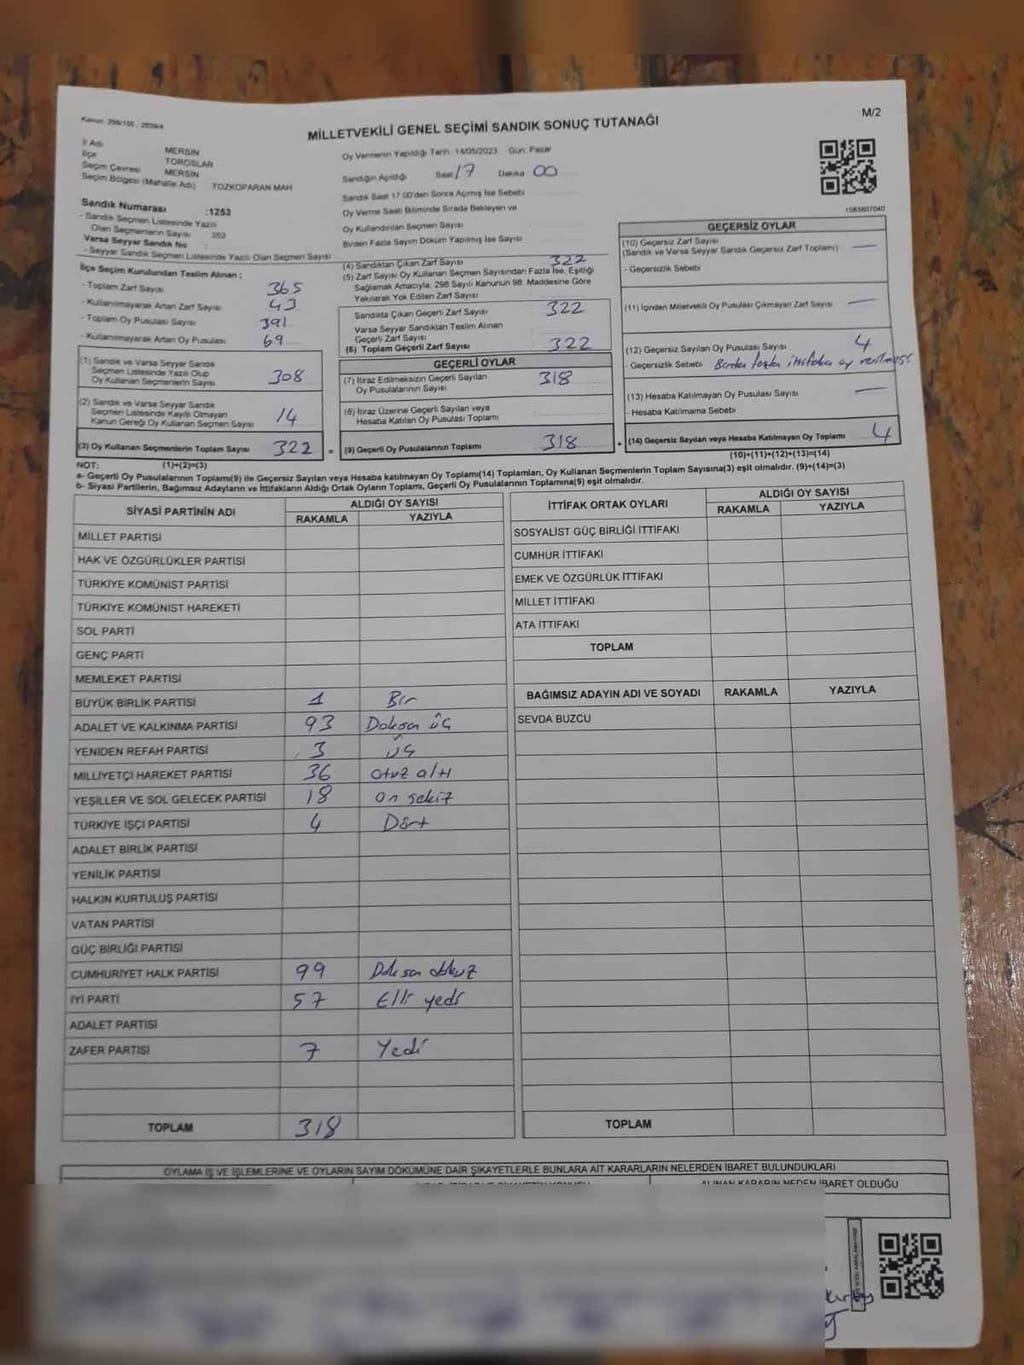 Kanun: 298/105 : 2839/4
M/2
MİLLETVEKİLİ GENEL SEÇİMİ SANDIK SONUÇ TUTANAĞI
İl Adı MERSİN
İlçe TOROSLAR
Seçim Çevresi MERSİN
Seçim Bölgesi (Mahalle Adı) TOZKOPARAN MAH
Sandık Numarası :1253
- Sandık Seçmen Listesinde Yazılı
Olan Seçmenlerin Sayısı : 353
Varsa Seyyar Sandık No :
- Seyyar Sandık Seçmen Listesinde Yazılı Olan Seçmen Sayısı:
Oy Vermenin Yapıldığı Tarih :14/05/2023 Gün: Pazar
Sandığın Açıldığı Saat 17 Dakika 00
Sandık Saat 17:00'den Sonra Açılmış İse Sebebi
Oy Verme Saati Bitiminde Sırada Bekleyen ve
Oy Kullandırılan Seçmen Sayısı
Birden Fazla Sayım Döküm Yapılmış İse Sayısı
1085807040
İlçe Seçim Kurulundan Teslim Alınan :
- Toplam Zarf Sayısı 365
- Kullanılmayarak Artan Zarf Sayısı 43
- Toplam Oy Pusulası Sayısı 391
- Kullanılmayarak Artan Oy Pusulası 69
(1) Sandık ve Varsa Seyyar Sandık
Seçmen Listesinde Yazılı Olup
Oy Kullanan Seçmenlerin Sayısı 308
(2) Sandık ve Varsa Seyyar Sandık
Seçmen Listesinde Kayıtlı Olmayan
Kanun Gereği Oy Kullanan Seçmen Sayısı 14
(3) Oy Kullanan Seçmenlerin Toplam Sayısı 322
(1)+(2)=(3)
(4) Sandıktan Çıkan Zarf Sayısı 322
(5) Zarf Sayısı Oy Kullanan Seçmen Sayısından Fazla İse, Eşitliği
Sağlamak Amacıyla, 298 Sayılı Kanunun 98. Maddesine Göre
Yakılarak Yok Edilen Zarf Sayısı
Sandıkta Çıkan Geçerli Zarf Sayısı 322
Varsa Seyyar Sandıktan Teslim Alınan
Geçerli Zarf Sayısı
(6) Toplam Geçerli Zarf Sayısı 322
GEÇERLİ OYLAR
(7) İtiraz Edilmeksizin Geçerli Sayılan
Oy Pusulalarının Sayısı 318
(8) İtiraz Üzerine Geçerli Sayılan veya
Hesaba Katılan Oy Pusulası Toplamı
= (9) Geçerli Oy Pusulalarının Toplamı 318
GEÇERSİZ OYLAR
(10) Geçersiz Zarf Sayısı
(Sandık ve Varsa Seyyar Sandık Geçersiz Zarf Toplamı) —
- Geçersizlik Sebebi
(11) İçinden Milletvekili Oy Pusulası Çıkmayan Zarf Sayısı —
(12) Geçersiz Sayılan Oy Pusulası Sayısı 4
- Geçersizlik Sebebi Birden fazla ittifaka oy verilmesi
(13) Hesaba Katılmayan Oy Pusulası Sayısı —
- Hesaba Katılmama Sebebi
+ (14) Geçersiz Sayılan veya Hesaba Katılmayan Oy Toplamı 4
(10)+(11)+(12)+(13)=(14)
NOT:
a- Geçerli Oy Pusulalarının Toplamı(9) ile Geçersiz Sayılan veya Hesaba katılmayan Oy Toplamı(14) Toplamları, Oy Kullanan Seçmenlerin Toplam Sayısına(3) eşit olmalıdır. (9)+(14)=(3)
b- Siyasi Partilerin, Bağımsız Adayların ve İttifakların Aldığı Ortak Oyların Toplamı, Geçerli Oy Pusulalarının Toplamına(9) eşit olmalıdır.
SİYASİ PARTİNİN ADI
ALDIĞI OY SAYISI
RAKAMLA YAZIYLA
MİLLET PARTİSİ
HAK VE ÖZGÜRLÜKLER PARTİSİ
TÜRKİYE KOMÜNİST PARTİSİ
TÜRKİYE KOMÜNİST HAREKETİ
SOL PARTİ
GENÇ PARTİ
MEMLEKET PARTİSİ
BÜYÜK BİRLİK PARTİSİ 1 Bir
ADALET VE KALKINMA PARTİSİ 93 Doksan üç
YENİDEN REFAH PARTİSİ 3 üç
MİLLİYETÇİ HAREKET PARTİSİ 36 otuz altı
YEŞİLLER VE SOL GELECEK PARTİSİ 18 on sekiz
TÜRKİYE İŞÇİ PARTİSİ 4 Dört
ADALET BİRLİK PARTİSİ
YENİLİK PARTİSİ
HALKIN KURTULUŞ PARTİSİ
VATAN PARTİSİ
GÜÇ BİRLİĞİ PARTİSİ
CUMHURİYET HALK PARTİSİ 99 Doksan dokuz
İYİ PARTİ 57 Elli yedi
ADALET PARTİSİ
ZAFER PARTİSİ 7 Yedi
TOPLAM 318
İTTİFAK ORTAK OYLARI
ALDIĞI OY SAYISI
RAKAMLA YAZIYLA
SOSYALİST GÜÇ BİRLİĞİ İTTİFAKI
CUMHUR İTTİFAKI
EMEK VE ÖZGÜRLÜK İTTİFAKI
MİLLET İTTİFAKI
ATA İTTİFAKI
TOPLAM
BAĞIMSIZ ADAYIN ADI VE SOYADI RAKAMLA YAZIYLA
SEVDA BUZCU
TOPLAM
OYLAMA İŞ VE İŞLEMLERİNE VE OYLARIN SAYIM DÖKÜMÜNE DAİR ŞİKAYETLERLE BUNLARA AİT KARARLARIN NELERDEN İBARET BULUNDUKLARI
ALINAN KARARIN NEDEN İBARET OLDUĞU